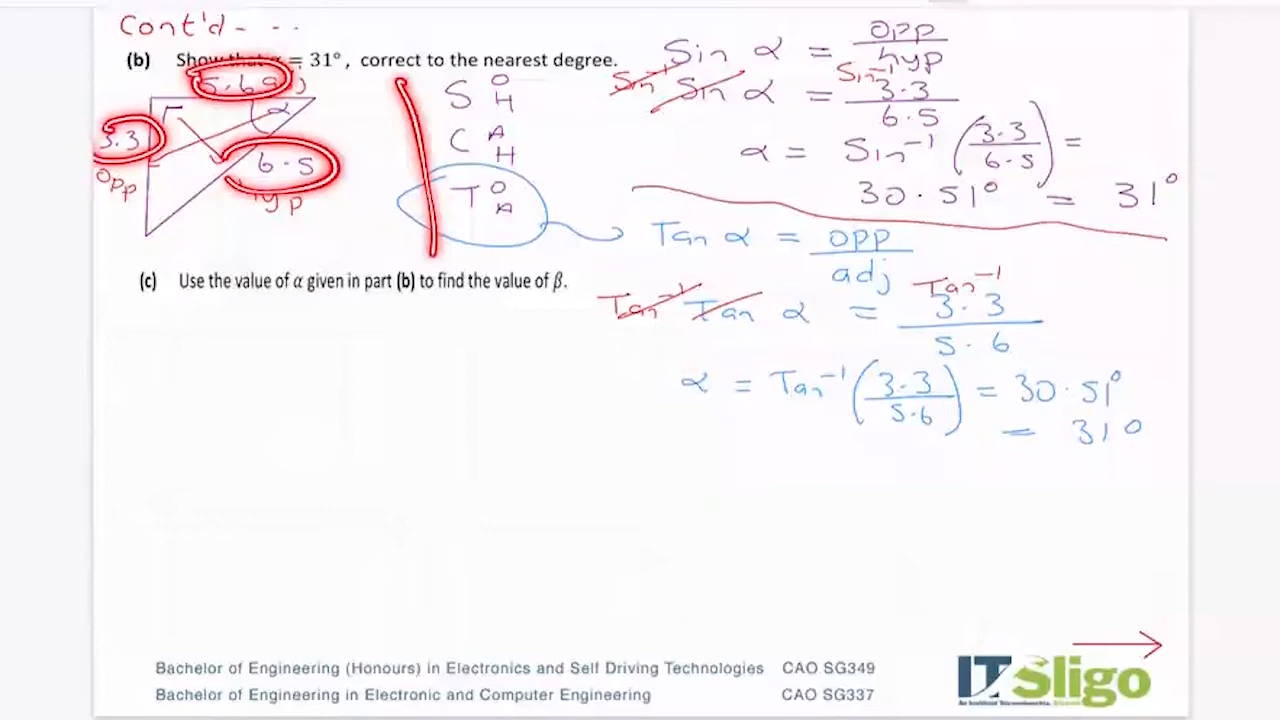 Cont'd- - -
(b) Show that α = 31°, correct to the nearest degree.
5.6 adj
3.3
opp
α
6.5
hyp
S O H
C A H
T O A
Sin α = opp / hyp
Sin⁻¹ Sin α = Sin⁻¹ 3.3 / 6.5
α = Sin⁻¹ (3.3 / 6.5) =
30.51° = 31°
Tan α = opp / adj
Tan⁻¹ Tan α = Tan⁻¹ 3.3 / 5.6
α = Tan⁻¹ (3.3 / 5.6) = 30.51°
= 31°
(c) Use the value of α given in part (b) to find the value of β.
Bachelor of Engineering (Honours) in Electronics and Self Driving Technologies CAO SG349
Bachelor of Engineering in Electronic and Computer Engineering CAO SG337
IT Sligo